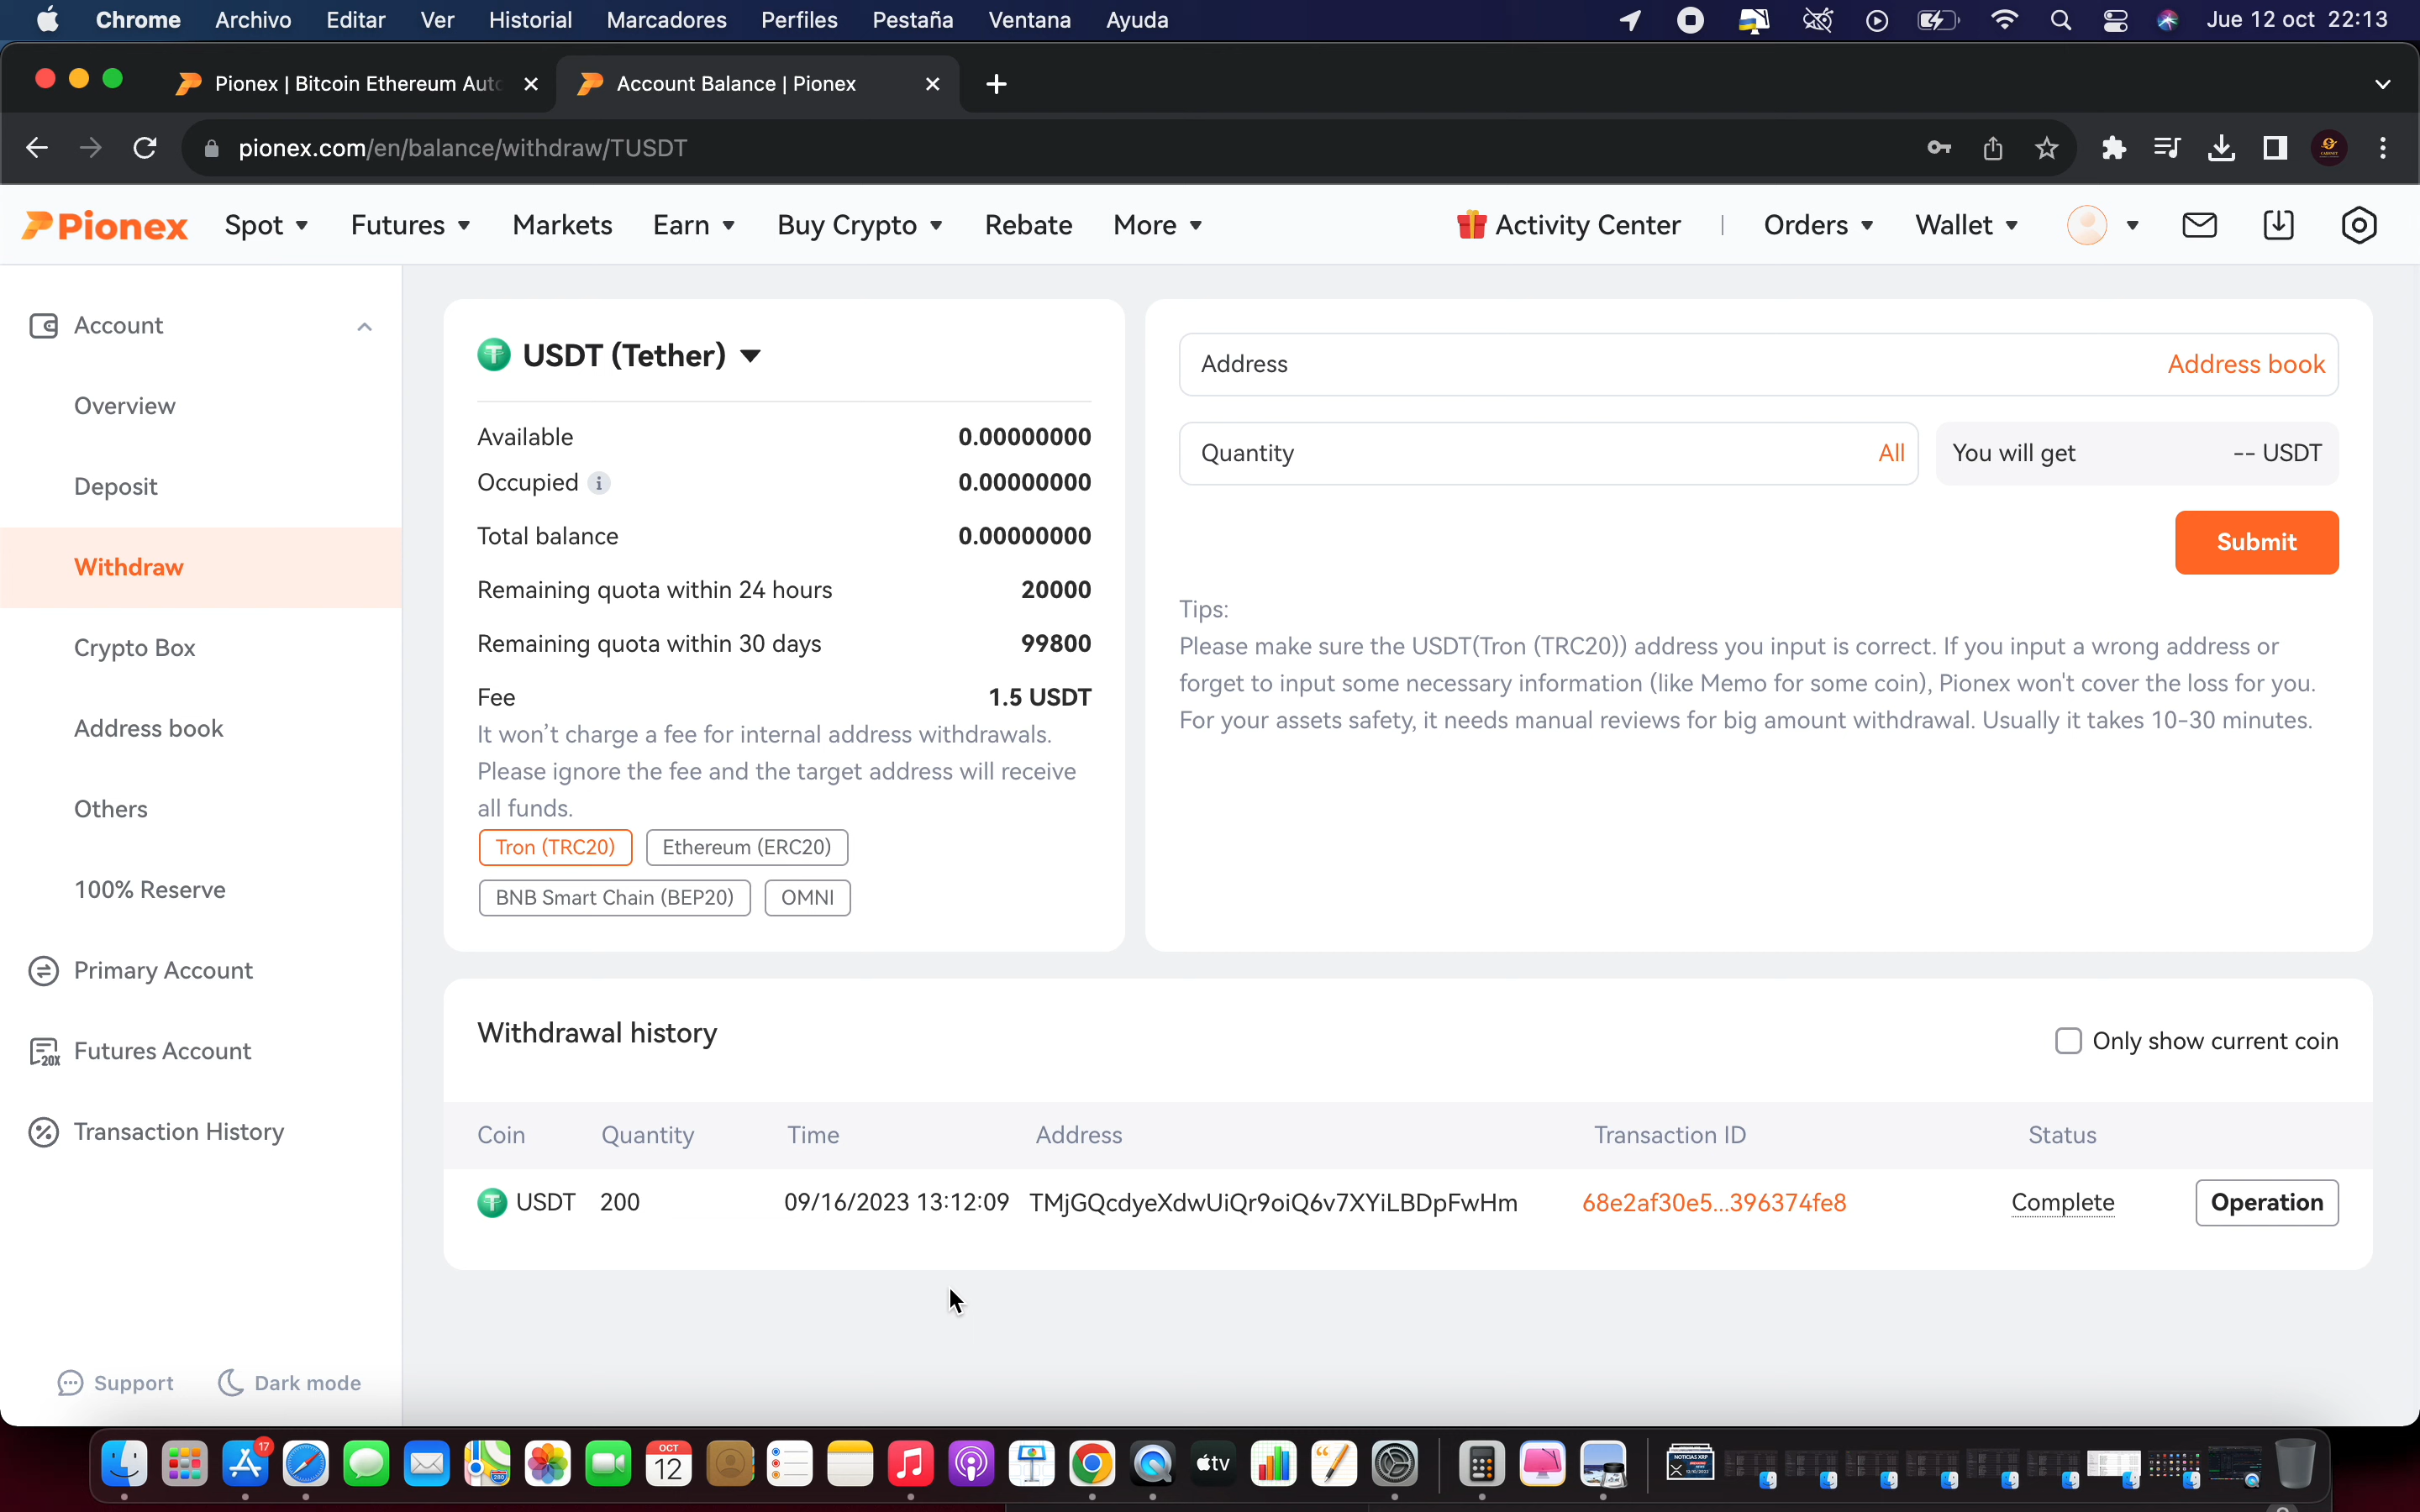 Chrome Archivo Editar Ver Historial Marcadores Perfiles Pestaña Ventana Ayuda Jue 12 oct 22:13
Pionex | Bitcoin Ethereum Auto
Account Balance | Pionex
pionex.com/en/balance/withdraw/TUSDT
Pionex Spot Futures Markets Earn Buy Crypto Rebate More Activity Center | Orders Wallet
Account
Overview
Deposit
Withdraw
Crypto Box
Address book
Others
100% Reserve
Primary Account
20X Futures Account
Transaction History
Support Dark mode
USDT (Tether)
Available 0.00000000
Occupied i 0.00000000
Total balance 0.00000000
Remaining quota within 24 hours 20000
Remaining quota within 30 days 99800
Fee 1.5 USDT
It won’t charge a fee for internal address withdrawals.
Please ignore the fee and the target address will receive
all funds.
Tron (TRC20) Ethereum (ERC20)
BNB Smart Chain (BEP20) OMNI
Address Address book
Quantity All You will get -- USDT
Submit
Tips:
Please make sure the USDT(Tron (TRC20)) address you input is correct. If you input a wrong address or
forget to input some necessary information (like Memo for some coin), Pionex won't cover the loss for you.
For your assets safety, it needs manual reviews for big amount withdrawal. Usually it takes 10-30 minutes.
Withdrawal history
Only show current coin
Coin Quantity Time Address Transaction ID Status
USDT 200 09/16/2023 13:12:09 TMjGQcdyeXdwUiQr9oiQ6v7XYiLBDpFwHm 68e2af30e5...396374fe8 Complete Operation
17
OCT
12
280
tv
NOTICIAS XRP